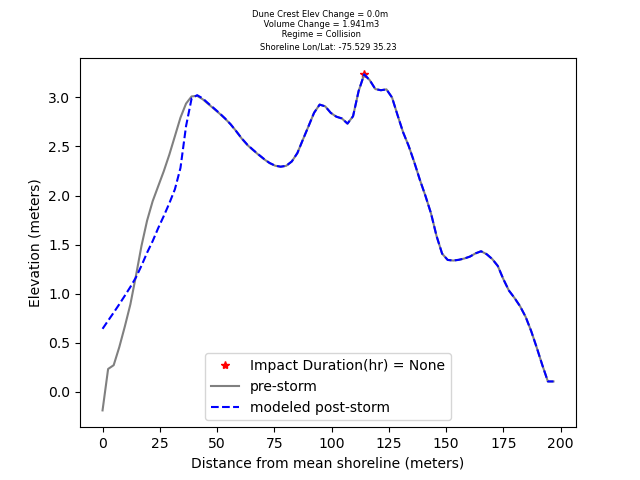 Dune Crest Elev Change = 0.0m
Volume Change = 1.941m3
Regime = Collision
Shoreline Lon/Lat: -75.529 35.23
3.0
2.5
2.0
1.5
1.0
0.5
0.0
Elevation (meters)
Impact Duration(hr) = None
pre-storm
modeled post-storm
0 25 50 75 100 125 150 175 200
Distance from mean shoreline (meters)